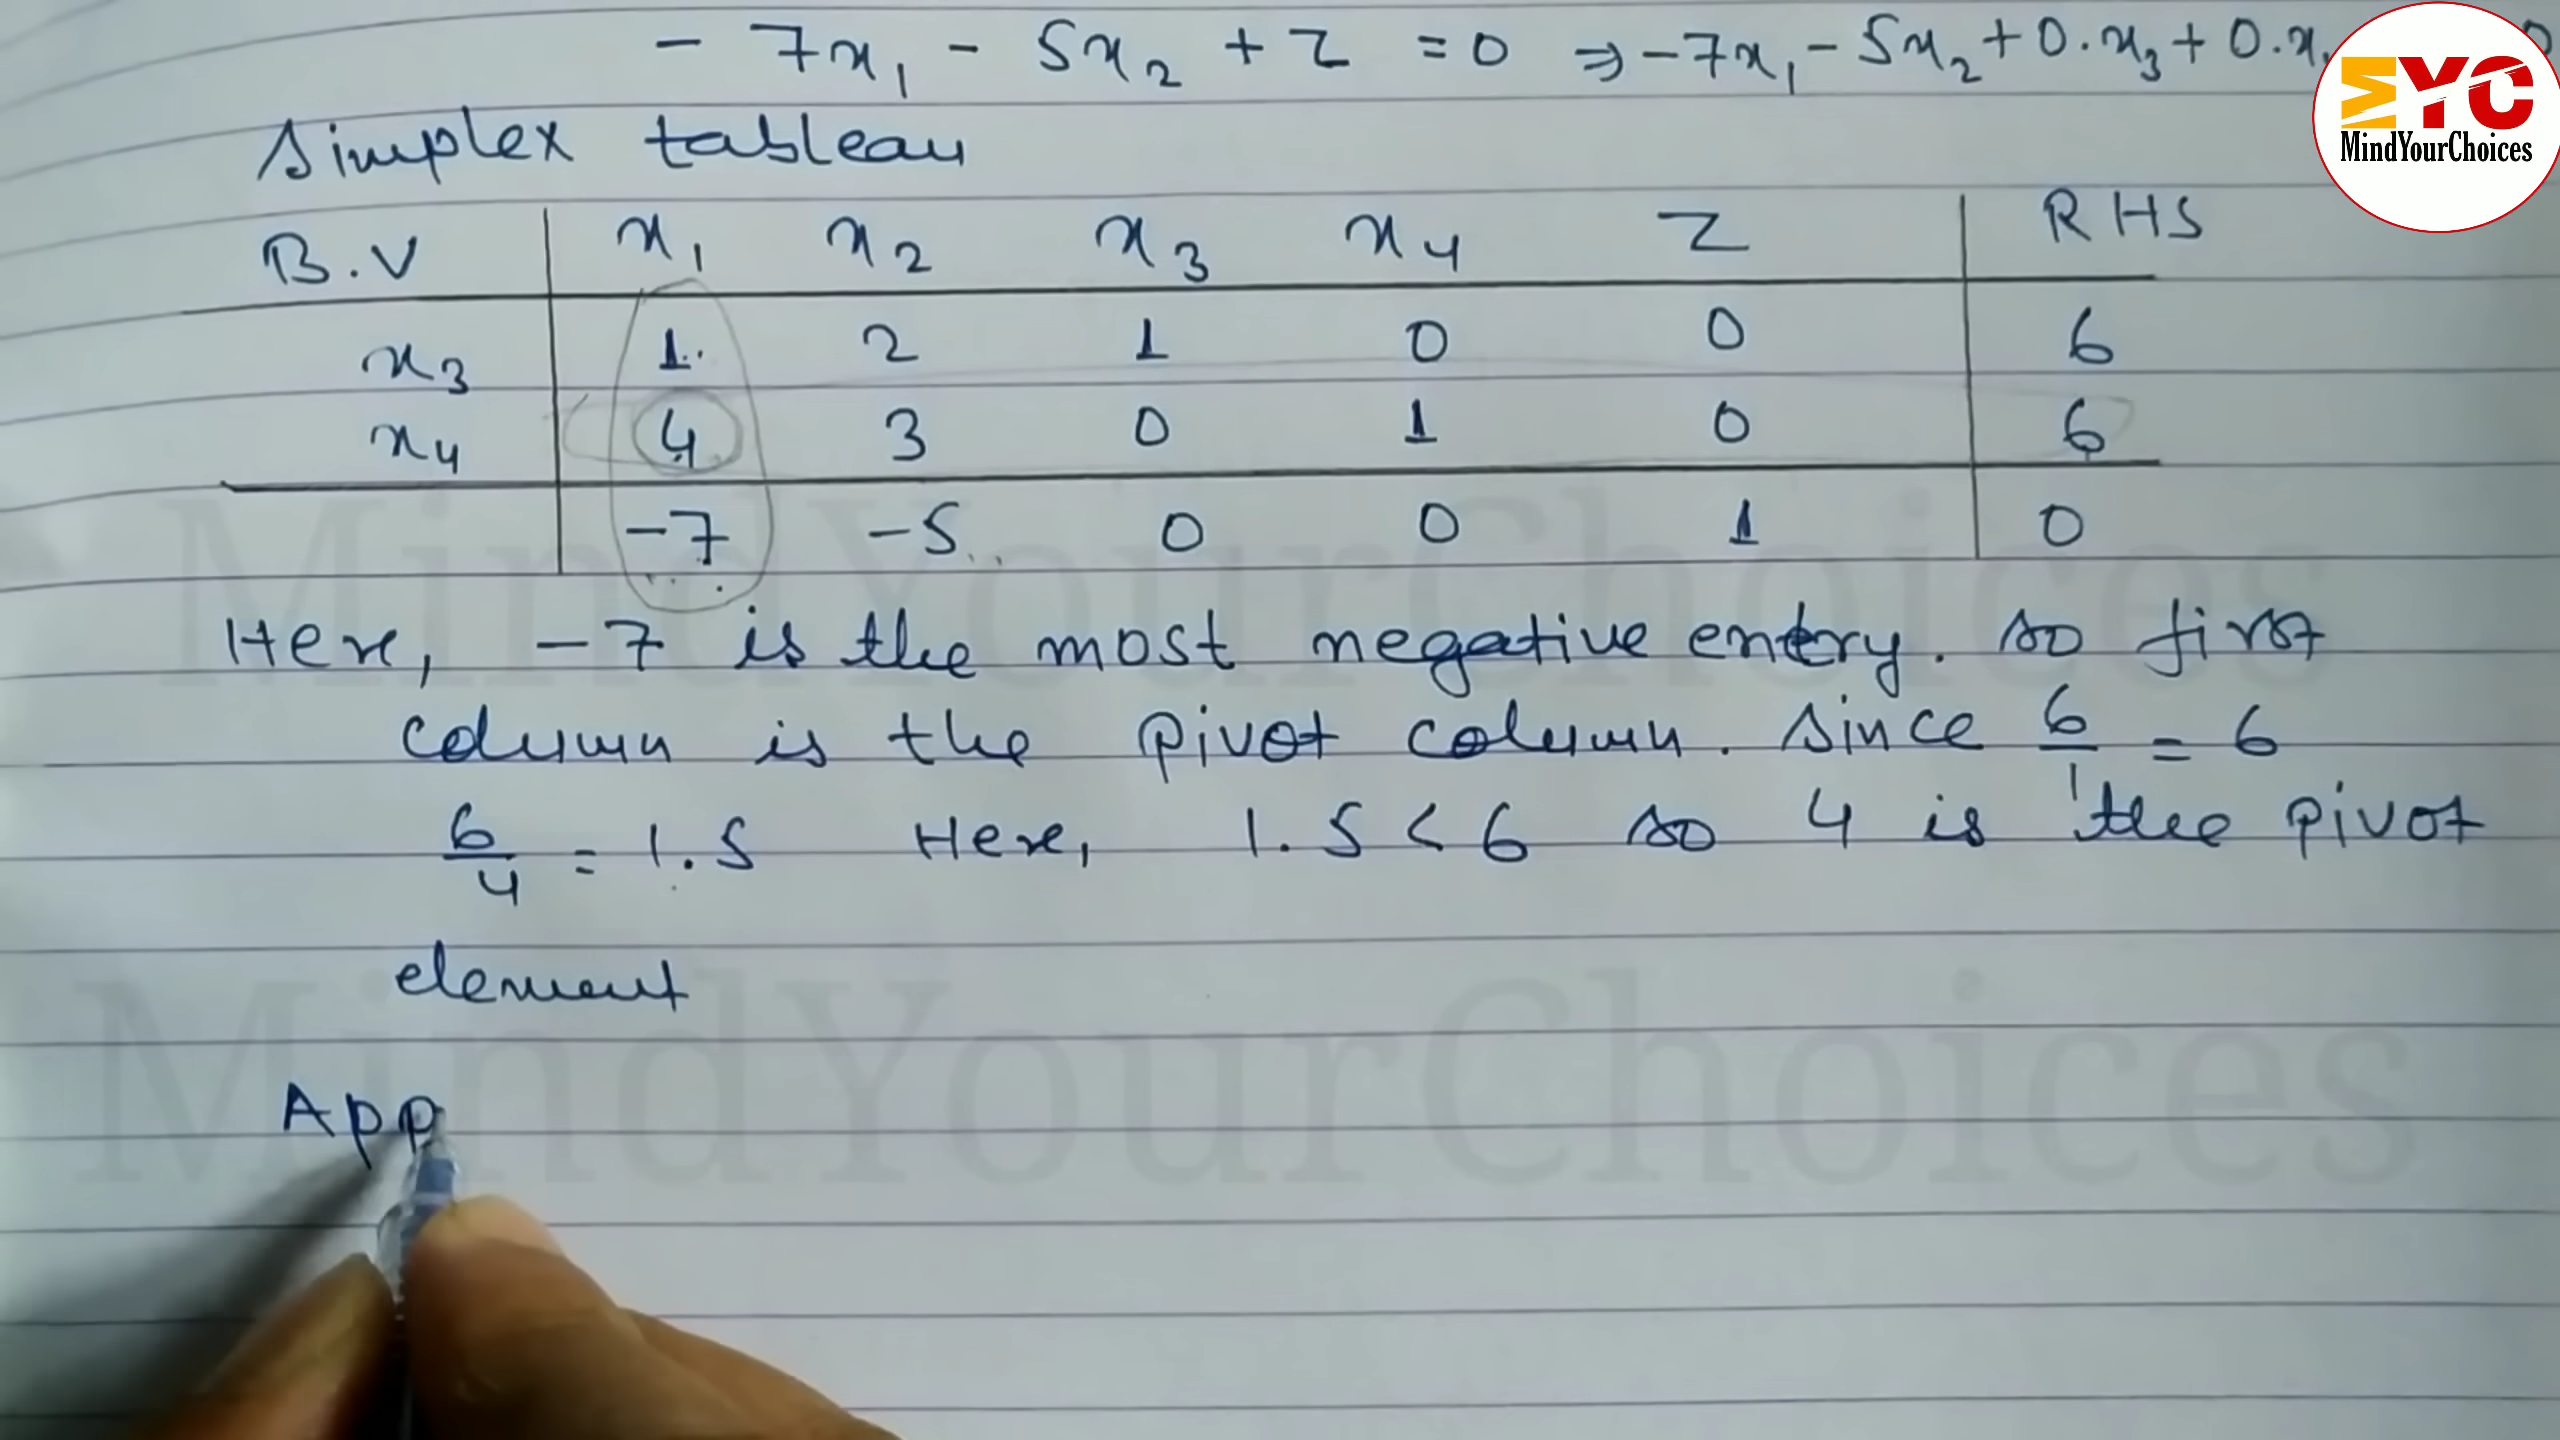 - 7x₁ - 5x₂ + Z = 0 ⇒ -7x₁ - 5x₂ + 0.x₃ + 0.x
MYC
MindYourChoices
Simplex tableau
B.V x₁ x₂ x₃ x₄ Z RHS
x₃ 1 2 1 0 0 6
x₄ 4 3 0 1 0 6
-7 -5 0 0 1 0
Here, -7 is the most negative entry. so first
column is the pivot column. Since 6/1 = 6
6/4 = 1.5 Here, 1.5 < 6 so 4 is the pivot
element
App
MindYourChoices
MindYourChoices